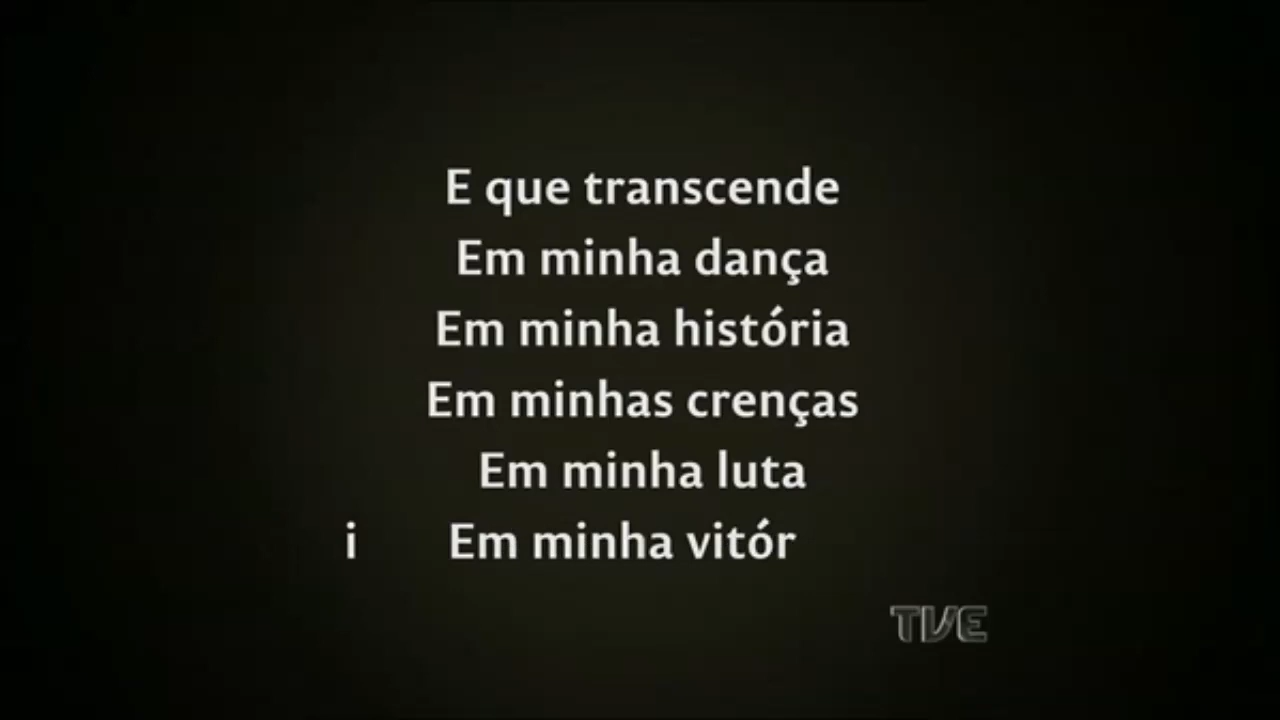 E que transcende
Em minha dança
Em minha história
Em minhas crenças
Em minha luta
i Em minha vitór
TVE